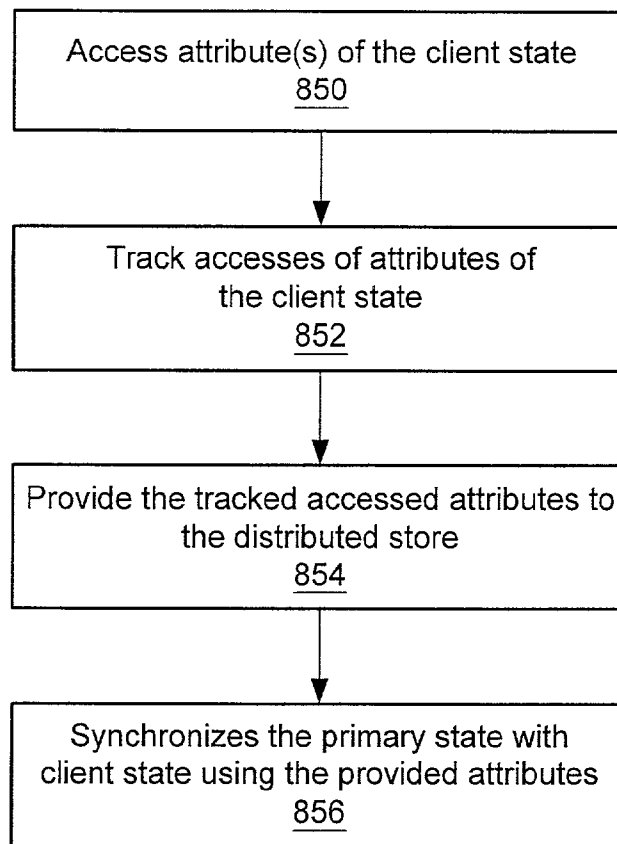 Access attribute(s) of the client state
850
Track accesses of attributes of
the client state
852
Provide the tracked accessed attributes to
the distributed store
854
Synchronizes the primary state with
client state using the provided attributes
856